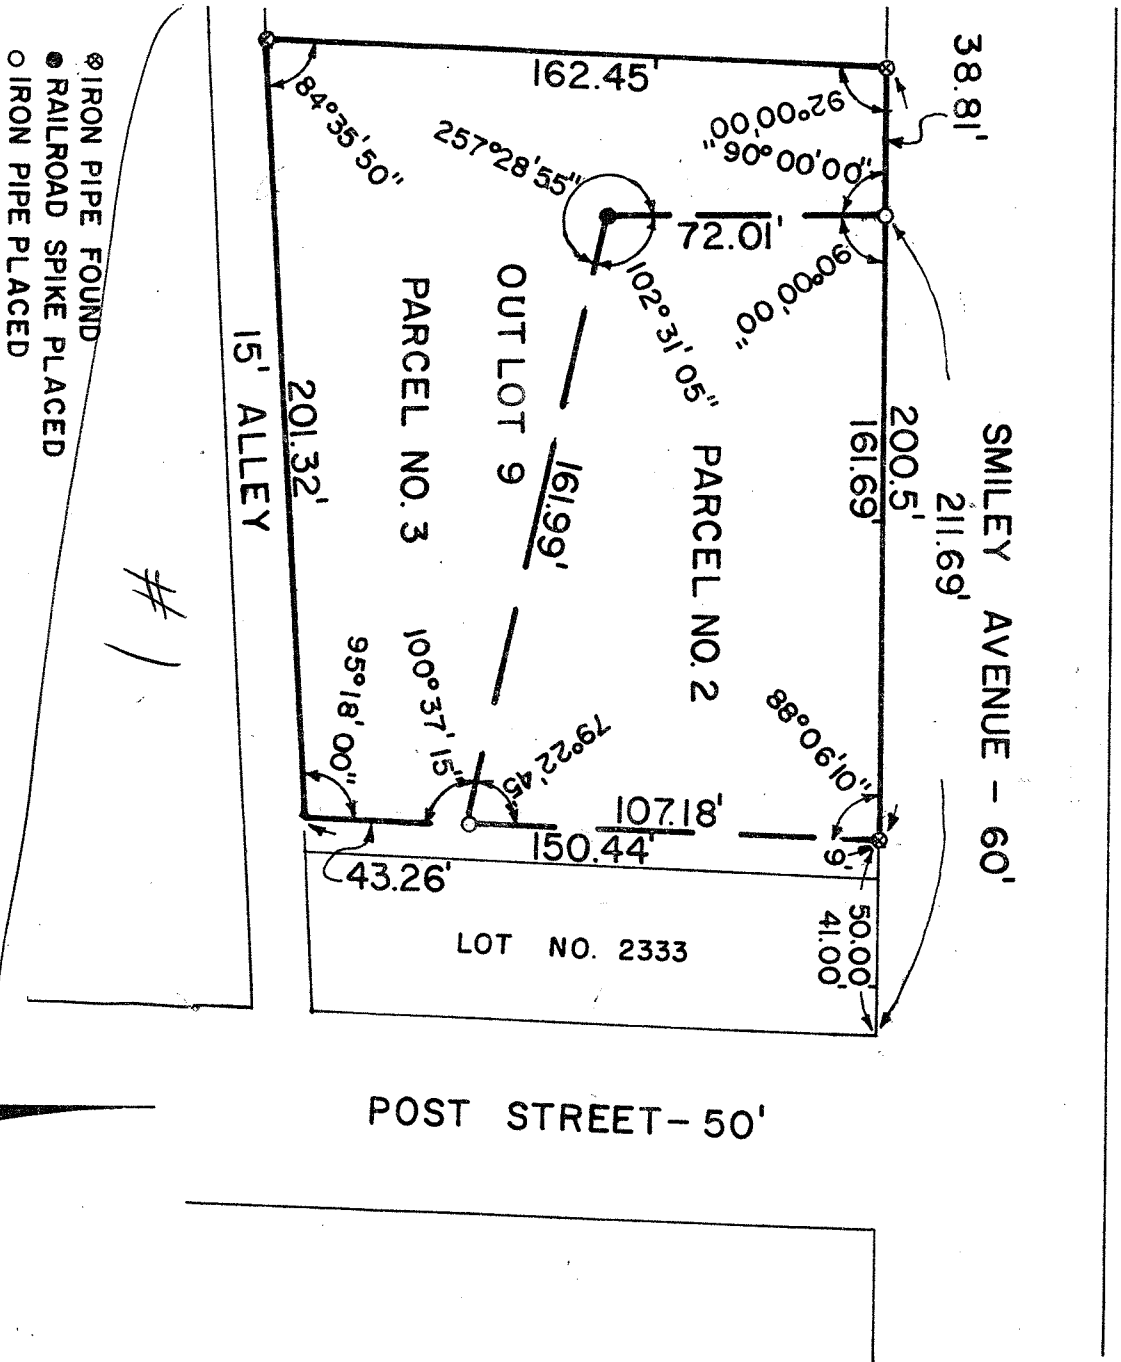 SMILEY AVENUE - 60'
211.69'
38.81'
200.5'
161.69'
162.45'
92°00'00"
90°00'00"
90°00'00"
72.01'
257°28'55"
102°31'05"
84°35'50"
OUTLOT 9
PARCEL NO. 3
PARCEL NO. 2
161.99'
201.32'
15' ALLEY
88°06'10"
79°22'45"
100°37'15"
95°18'00"
107.18'
150.44'
43.26'
9'
50.00'
41.00'
LOT NO. 2333
POST STREET - 50'
⊗ IRON PIPE FOUND
● RAILROAD SPIKE PLACED
○ IRON PIPE PLACED
#1